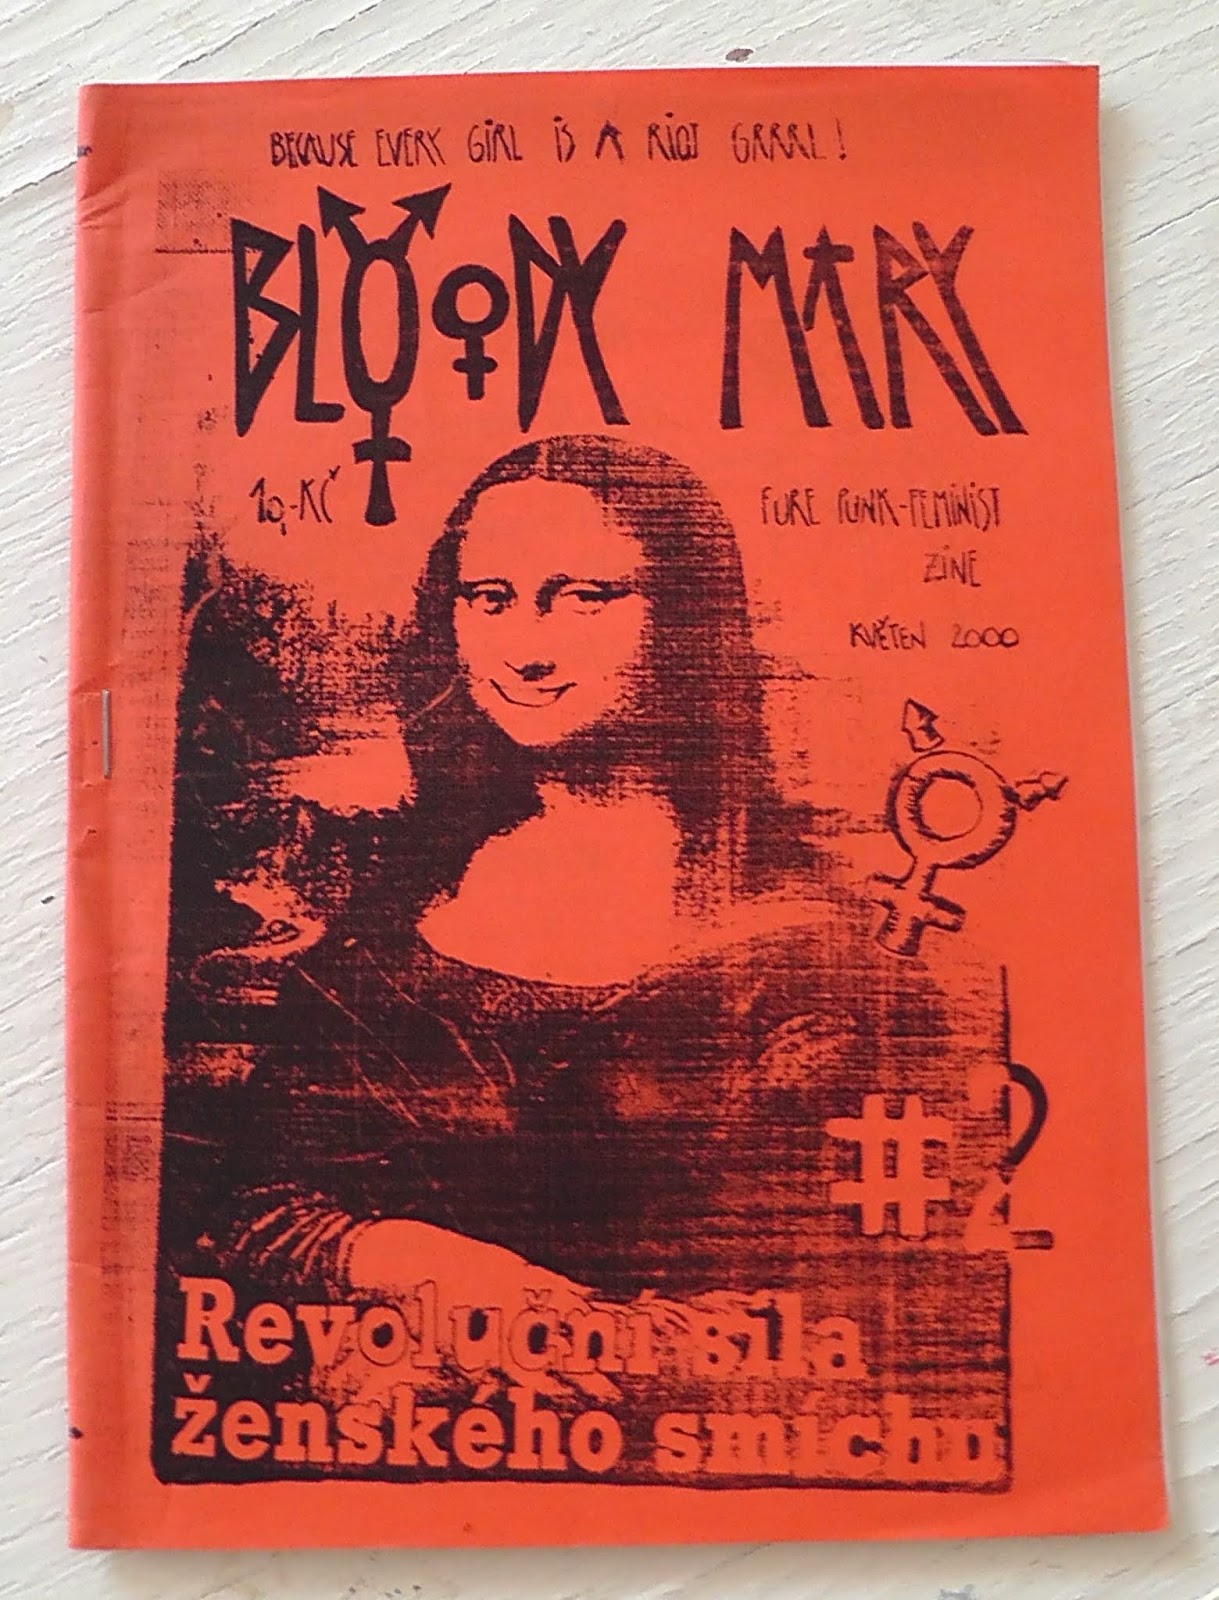 BECAUSE EVERY GIRL IS A RIOT GRRRL!
BLOODY MARY
10,-KČ
PURE PUNK-FEMINIST
ZINE
KVĚTEN 2000
#2
Revoluční síla
ženského smíchu